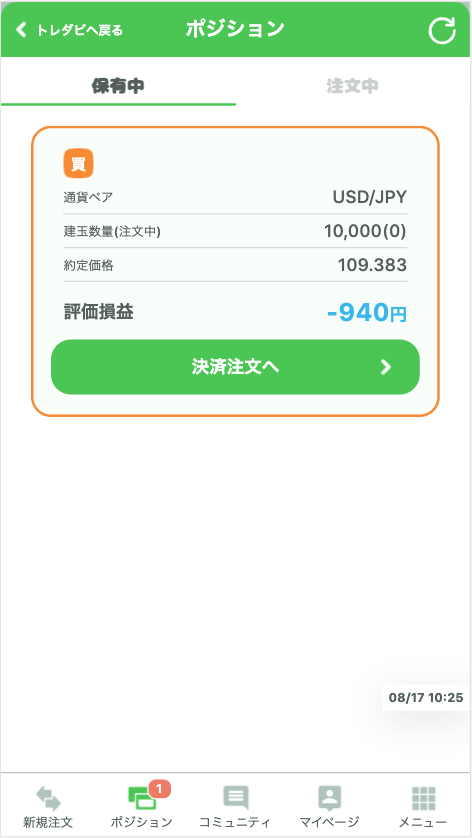 トレダビへ戻る ポジション
保有中 注文中
買
通貨ペア USD/JPY
建玉数量(注文中) 10,000(0)
約定価格 109.383
評価損益 -940円
決済注文へ
08/17 10:25
1
新規注文 ポジション コミュニティ マイページ メニュー